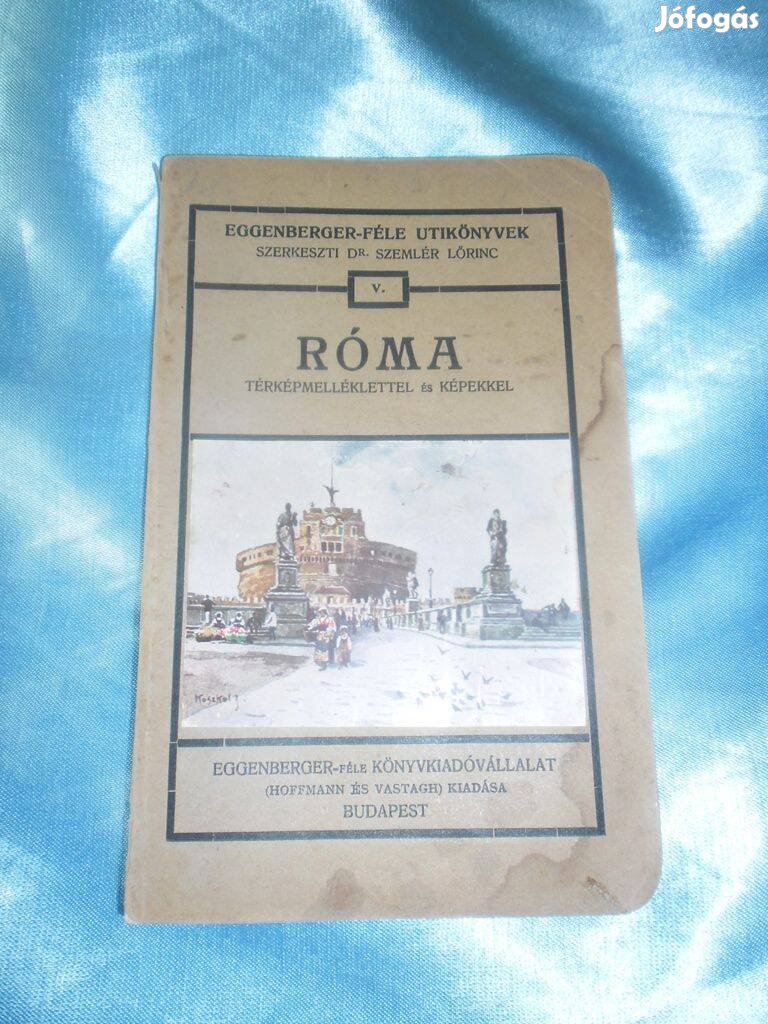 Jófogás
EGGENBERGER-FÉLE UTIKÖNYVEK
SZERKESZTI DR. SZEMLÉR LŐRINC
V.
RÓMA
TÉRKÉPMELLÉKLETTEL és KÉPEKKEL
Koszkol J.
EGGENBERGER-FÉLE KÖNYVKIADÓVÁLLALAT
(HOFFMANN ÉS VASTAGH) KIADÁSA
BUDAPEST